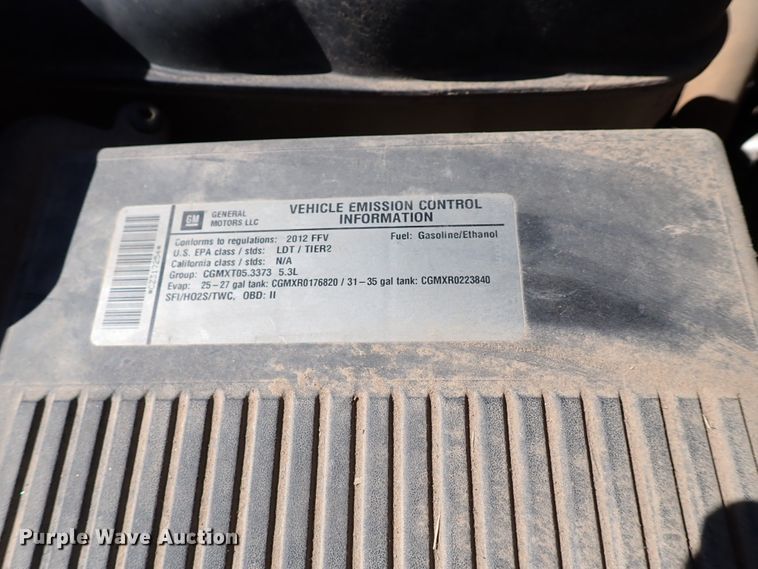 GM GENERAL MOTORS LLC
VEHICLE EMISSION CONTROL
INFORMATION
Conforms to regulations: 2012 FFV Fuel: Gasoline/Ethanol
U.S. EPA class / stds: LDT / TIER2
California class / stds: N/A
Group: CGMXT05.3373 5.3L
Evap: 25-27 gal tank: CGMXR0176820 / 31-35 gal tank: CGMXR0223840
SFI/HO2S/TWC, OBD: II
Purple Wave Auction